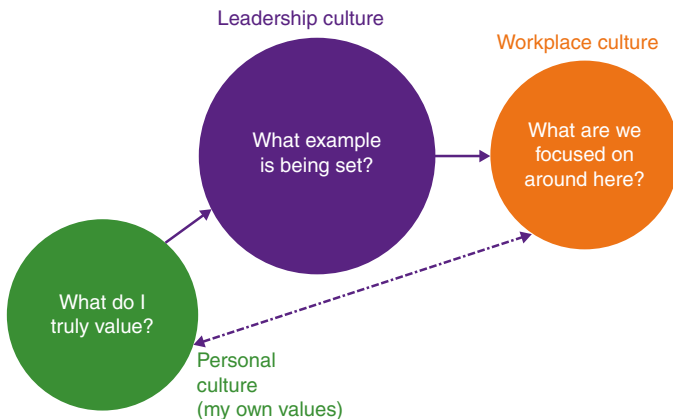 Leadership culture
What example
is being set?
Workplace culture
What are we
focused on
around here?
What do I
truly value?
Personal
culture
(my own values)